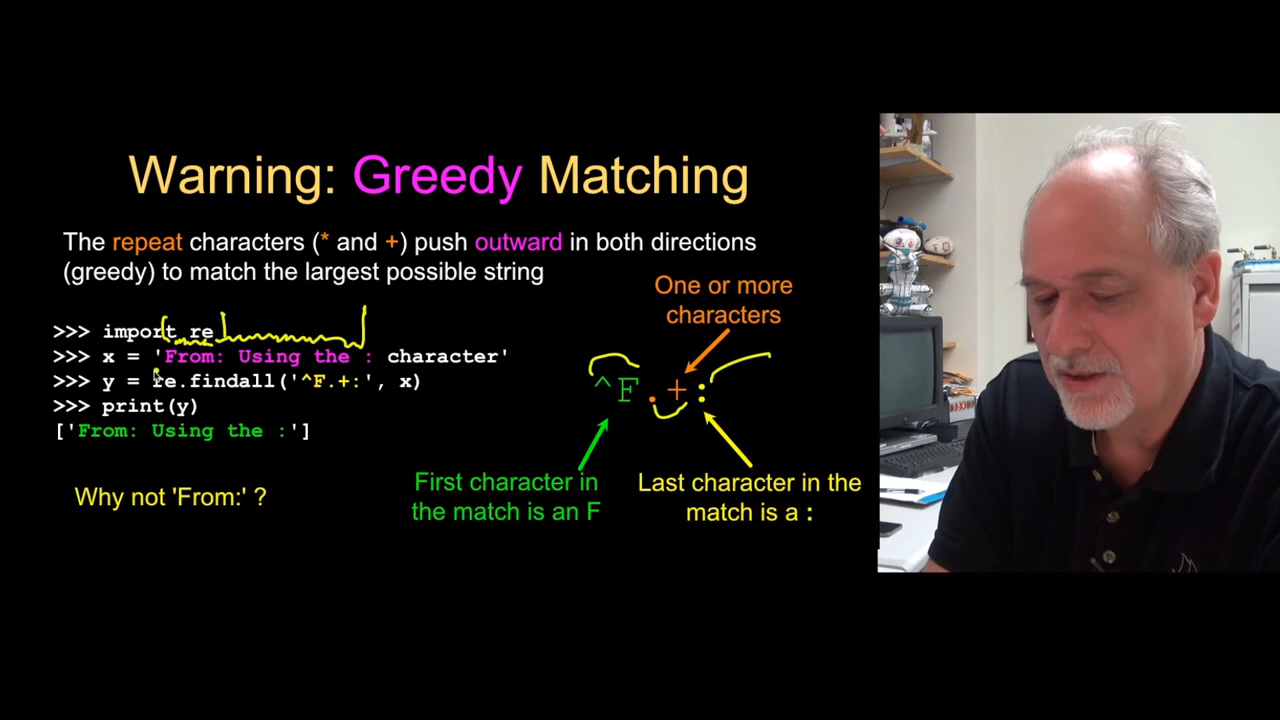 Warning: Greedy Matching
The repeat characters (* and +) push outward in both directions
(greedy) to match the largest possible string
One or more
characters
>>> import re
>>> x = 'From: Using the : character'
>>> y = re.findall('^F.+:', x)
>>> print(y)
['From: Using the :']
^F.+:
Why not 'From:' ?
First character in
the match is an F
Last character in the
match is a :